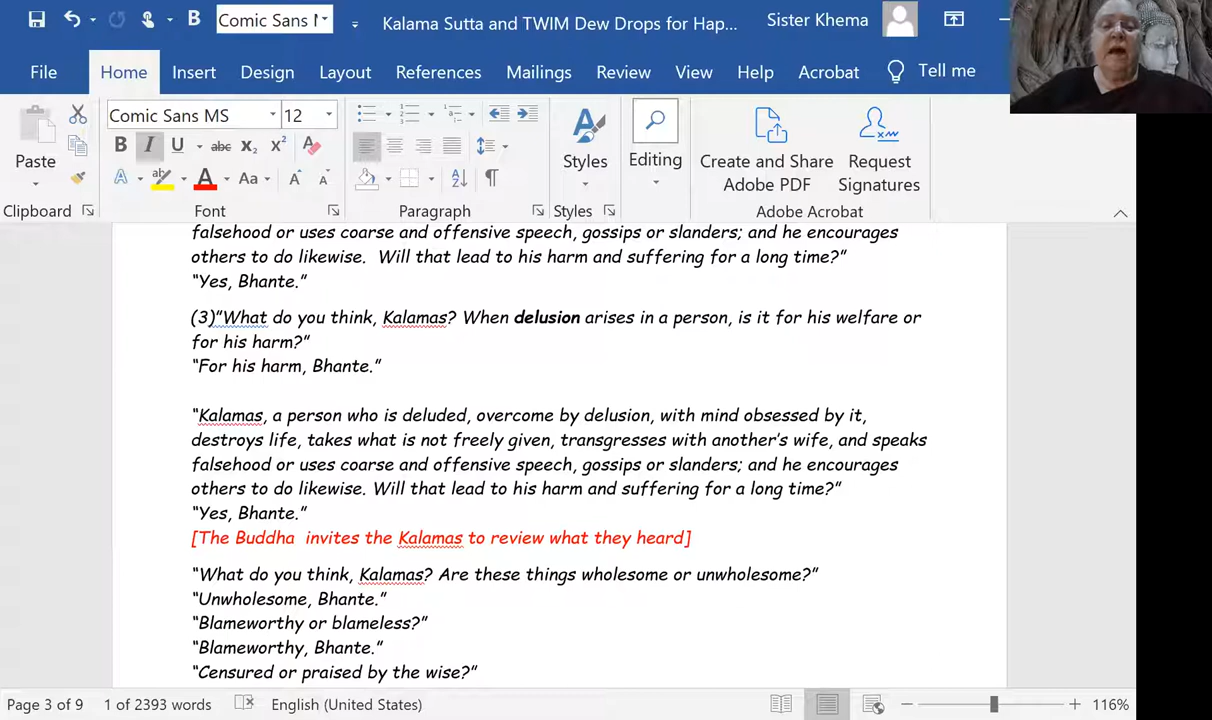 Comic Sans M
Kalama Sutta and TWIM Dew Drops for Hap...
Sister Khema
File
Home
Insert
Design
Layout
References
Mailings
Review
View
Help
Acrobat
Tell me
Comic Sans MS
12
Paste
Styles
Editing
Create and Share
Adobe PDF
Request
Signatures
Clipboard
Font
Paragraph
Styles
Adobe Acrobat
falsehood or uses coarse and offensive speech, gossips or slanders; and he encourages
others to do likewise. Will that lead to his harm and suffering for a long time?"
"Yes, Bhante."
(3)"What do you think, Kalamas? When delusion arises in a person, is it for his welfare or
for his harm?"
"For his harm, Bhante."
"Kalamas, a person who is deluded, overcome by delusion, with mind obsessed by it,
destroys life, takes what is not freely given, transgresses with another's wife, and speaks
falsehood or uses coarse and offensive speech, gossips or slanders; and he encourages
others to do likewise. Will that lead to his harm and suffering for a long time?"
"Yes, Bhante."
[The Buddha invites the Kalamas to review what they heard]
"What do you think, Kalamas? Are these things wholesome or unwholesome?"
"Unwholesome, Bhante."
"Blameworthy or blameless?"
"Blameworthy, Bhante."
"Censured or praised by the wise?"
Page 3 of 9
1 of 2393 words
English (United States)
116%